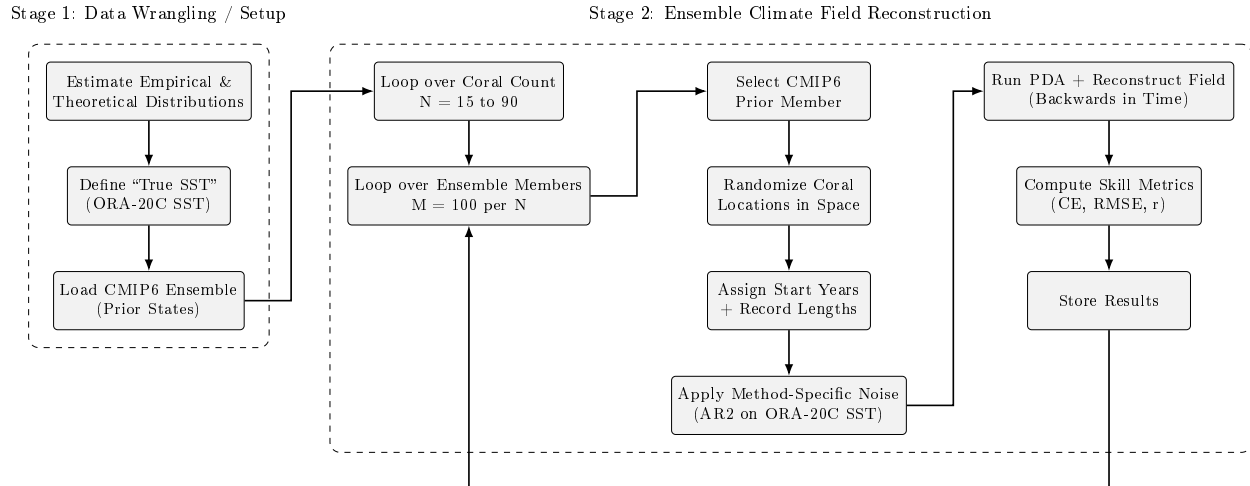 Stage 1: Data Wrangling / Setup
Stage 2: Ensemble Climate Field Reconstruction
Estimate Empirical &
Theoretical Distributions
Define “True SST”
(ORA-20C SST)
Load CMIP6 Ensemble
(Prior States)
Loop over Coral Count
N = 15 to 90
Loop over Ensemble Members
M = 100 per N
Select CMIP6
Prior Member
Randomize Coral
Locations in Space
Assign Start Years
+ Record Lengths
Apply Method-Specific Noise
(AR2 on ORA-20C SST)
Run PDA + Reconstruct Field
(Backwards in Time)
Compute Skill Metrics
(CE, RMSE, r)
Store Results